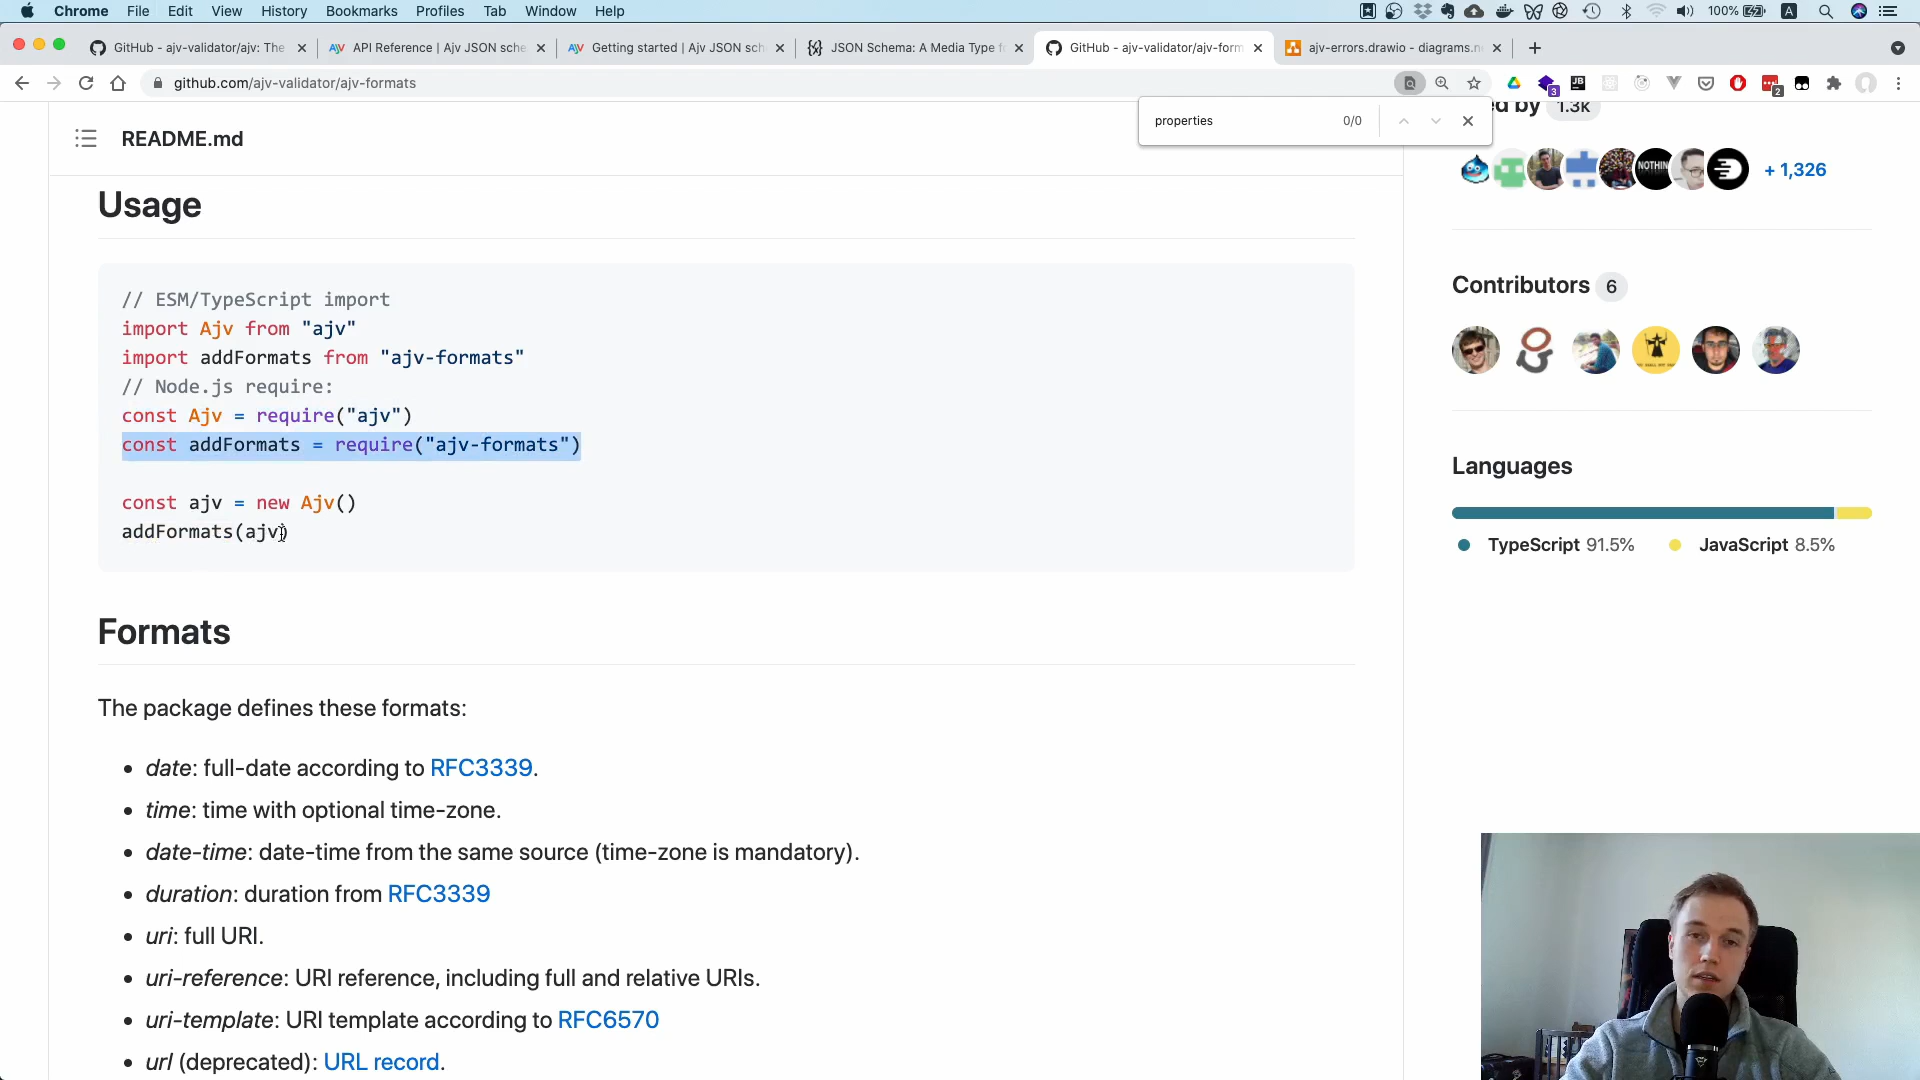 Chrome File Edit View History Bookmarks Profiles Tab Window Help 100% A
GitHub - ajv-validator/ajv: The
API Reference | Ajv JSON sche
Getting started | Ajv JSON sch
JSON Schema: A Media Type f
GitHub - ajv-validator/ajv-form
ajv-errors.drawio - diagrams.n
github.com/ajv-validator/ajv-formats
3
JB
2
properties 0/0
README.md
ed by 1.3k
NOTHIN
+ 1,326
Usage
// ESM/TypeScript import
import Ajv from "ajv"
import addFormats from "ajv-formats"
// Node.js require:
const Ajv = require("ajv")
const addFormats = require("ajv-formats")
const ajv = new Ajv()
addFormats(ajv)
Contributors 6
Languages
TypeScript 91.5% JavaScript 8.5%
Formats
The package defines these formats:
• date: full-date according to RFC3339.
• time: time with optional time-zone.
• date-time: date-time from the same source (time-zone is mandatory).
• duration: duration from RFC3339
• uri: full URI.
• uri-reference: URI reference, including full and relative URIs.
• uri-template: URI template according to RFC6570
• url (deprecated): URL record.